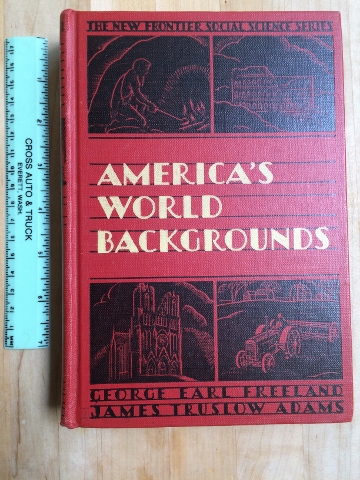 THE NEW FRONTIER SOCIAL SCIENCE SERIES
AMERICA'S
WORLD
BACKGROUNDS
GEORGE EARL FREELAND
JAMES TRUSLOW ADAMS
CROSS AUTO & TRUCK
EVERETT, WASH.